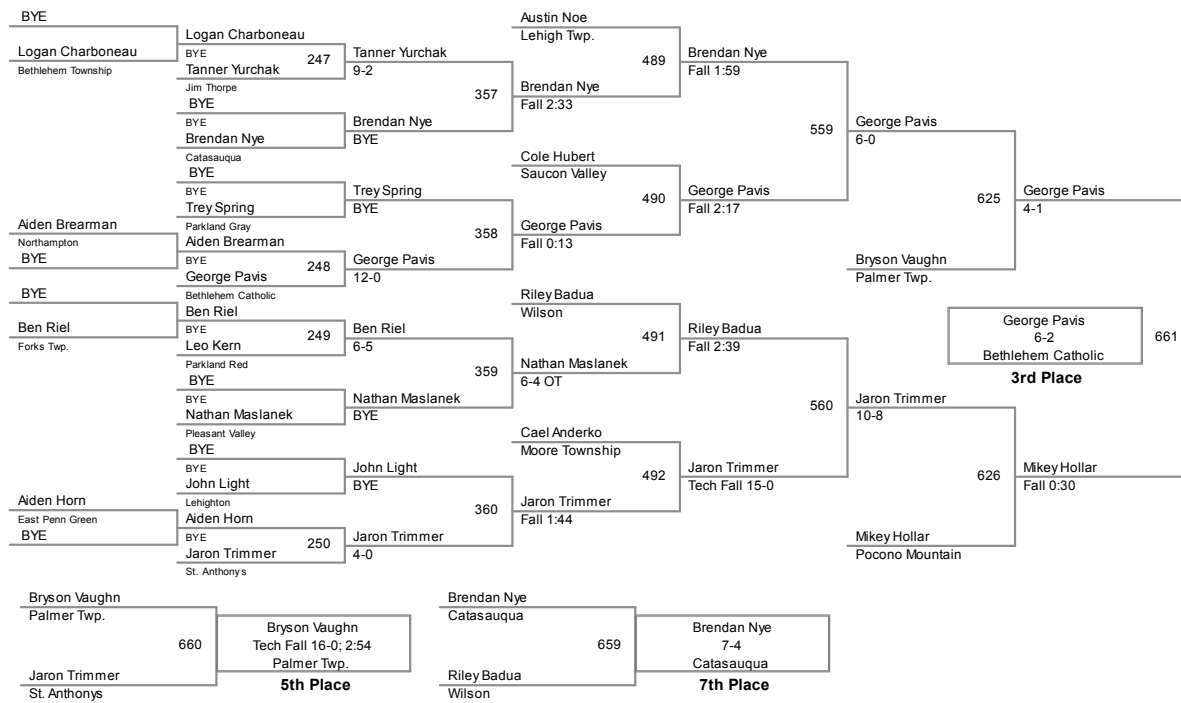 BYE
Logan Charboneau
Bethlehem Township
Logan Charboneau
BYE
Tanner Yurchak
Jim Thorpe
247
BYE
BYE
Brendan Nye
Catasauqua
BYE
BYE
Trey Spring
Parkland Gray
Aiden Brearman
Northampton
BYE
Aiden Brearman
BYE
George Pavis
Bethlehem Catholic
248
BYE
Ben Riel
Forks Twp.
Ben Riel
BYE
Leo Kern
Parkland Red
249
BYE
BYE
Nathan Maslanek
Pleasant Valley
BYE
BYE
John Light
Lehighton
Aiden Horn
East Penn Green
BYE
Aiden Horn
BYE
Jaron Trimmer
St. Anthonys
250
Tanner Yurchak
9-2
357
Brendan Nye
BYE
Trey Spring
BYE
358
George Pavis
12-0
Ben Riel
6-5
359
Nathan Maslanek
BYE
John Light
BYE
360
Jaron Trimmer
4-0
Austin Noe
Lehigh Twp.
489
Brendan Nye
Fall 2:33
Cole Hubert
Saucon Valley
490
George Pavis
Fall 0:13
Riley Badua
Wilson
491
Nathan Maslanek
6-4 OT
Cael Anderko
Moore Township
492
Jaron Trimmer
Fall 1:44
Brendan Nye
Fall 1:59
559
George Pavis
Fall 2:17
Riley Badua
Fall 2:39
560
Jaron Trimmer
Tech Fall 15-0
George Pavis
6-0
625
Bryson Vaughn
Palmer Twp.
Jaron Trimmer
10-8
626
Mikey Hollar
Pocono Mountain
George Pavis
4-1
George Pavis
6-2
Bethlehem Catholic
661
3rd Place
Mikey Hollar
Fall 0:30
Bryson Vaughn
Palmer Twp.
660
Jaron Trimmer
St. Anthonys
Bryson Vaughn
Tech Fall 16-0; 2:54
Palmer Twp.
5th Place
Brendan Nye
Catasauqua
659
Riley Badua
Wilson
Brendan Nye
7-4
Catasauqua
7th Place